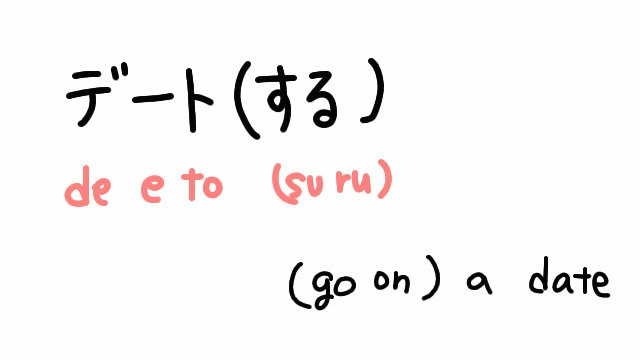 デート(する)
de e to (su ru)
(go on) a date